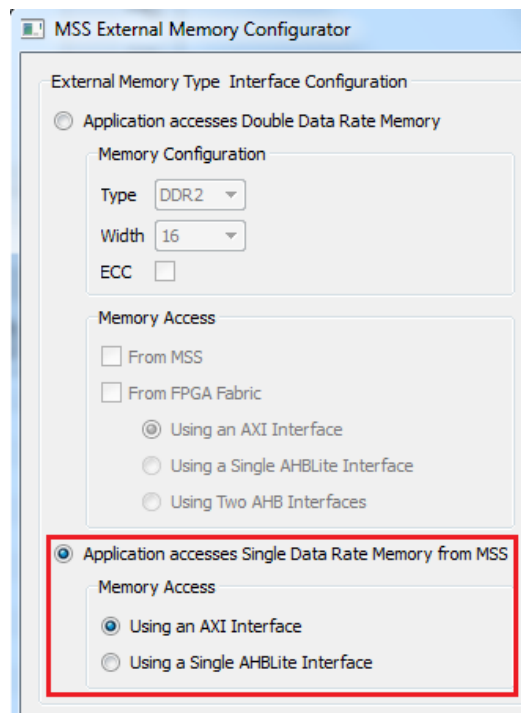 MSS External Memory Configurator
External Memory Type Interface Configuration
Application accesses Double Data Rate Memory
Memory Configuration
Type DDR2
Width 16
ECC
Memory Access
From MSS
From FPGA Fabric
Using an AXI Interface
Using a Single AHBLite Interface
Using Two AHB Interfaces
Application accesses Single Data Rate Memory from MSS
Memory Access
Using an AXI Interface
Using a Single AHBLite Interface